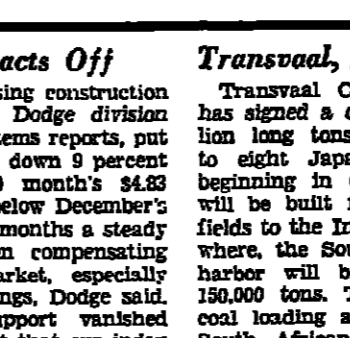 acts Off
sing construction
Dodge division
tems reports, put
down 9 percent
month's $4.83
elow December's
months a steady
n compensating
arket, especially
ngs, Dodge said.
upport vanished
Transvaal,
Transvaal C
has signed a
lion long tons
to eight Japa
beginning in
will be built
fields to the In
where, the Sou
harbor will b
150,000 tons.
coal loading a
South African